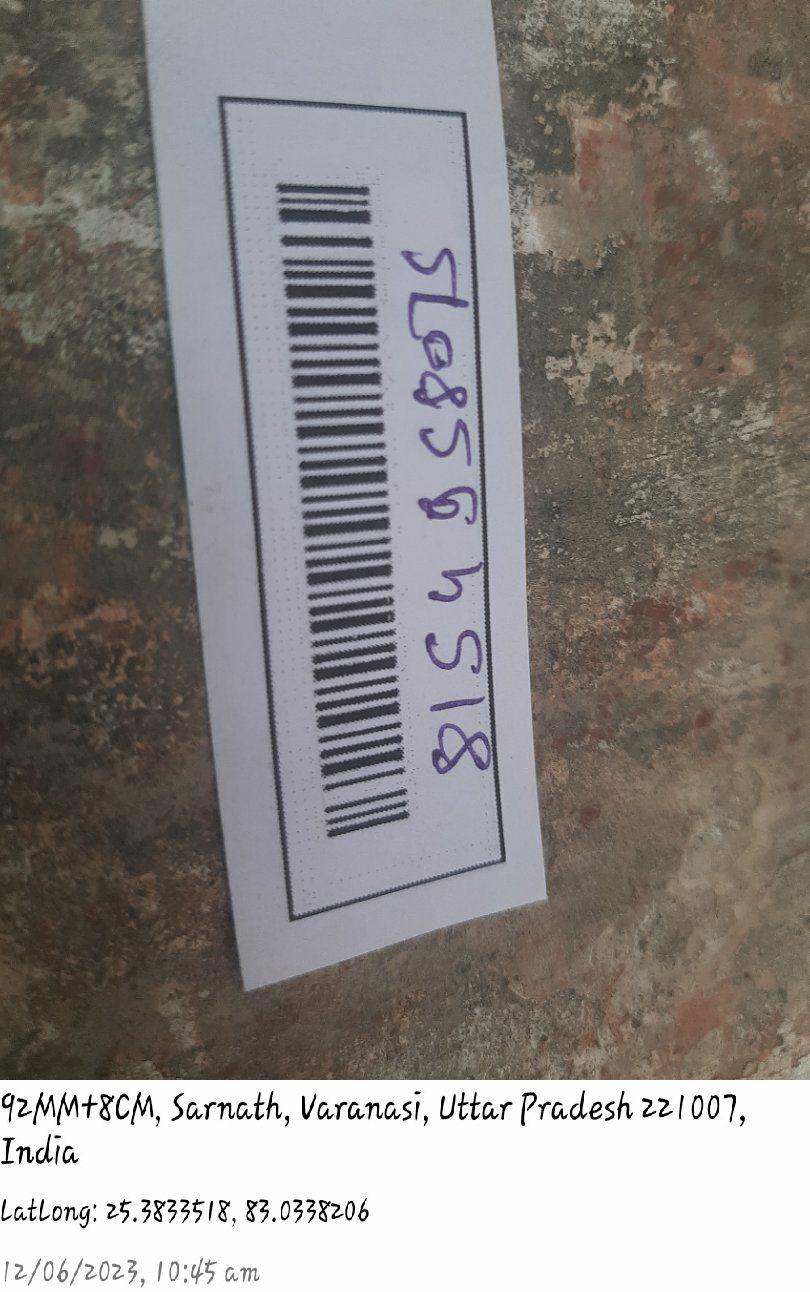 SL08564518
92MM+8CM, Sarnath, Varanasi, Uttar Pradesh 221007,
India
LatLong: 25.3833518, 83.0338206
12/06/2023, 10:45 am